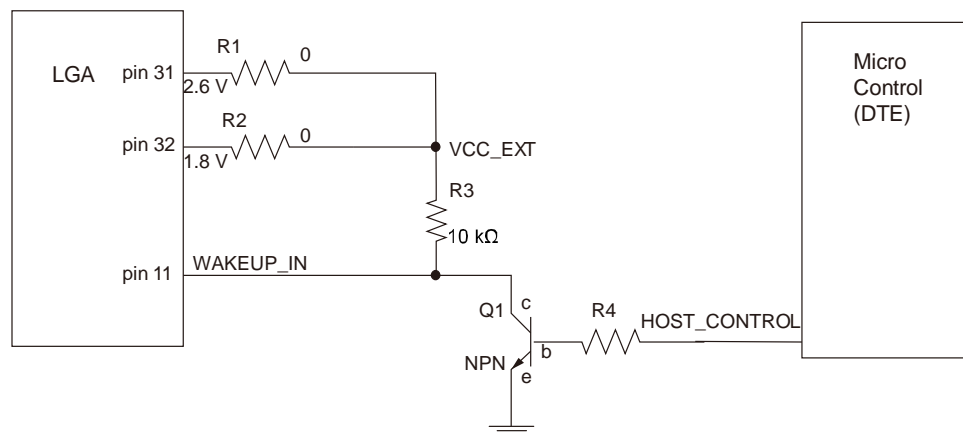 R1
0
LGA
pin 31
2.6 V
Micro
Control
(DTE)
R2
0
pin 32
1.8 V
VCC_EXT
R3
10 kΩ
pin 11
WAKEUP_IN
c
Q1
R4
HOST_CONTROL
b
NPN
e